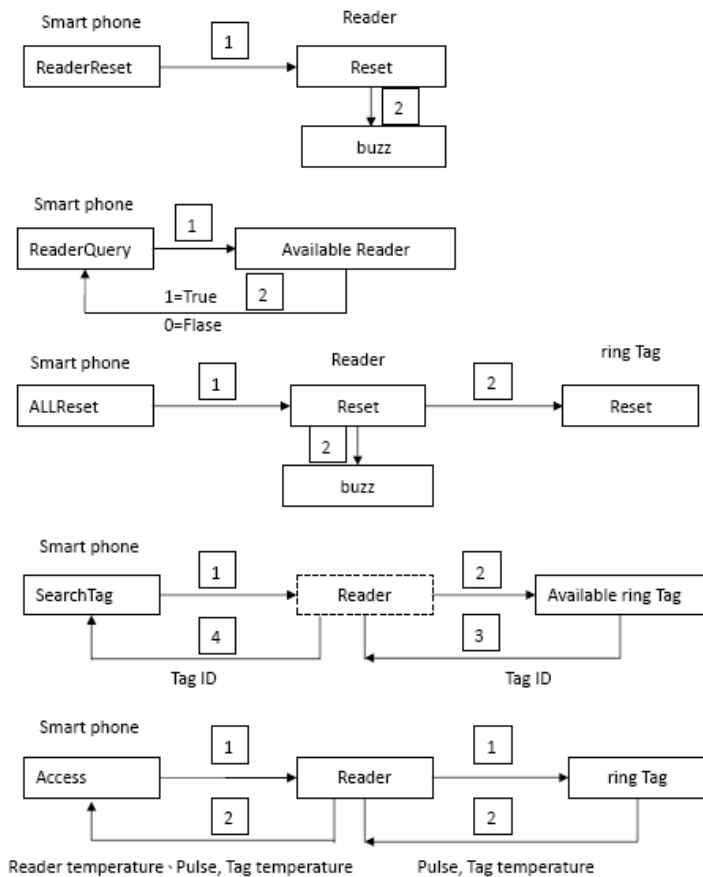 Smart phone
Reader
1
ReaderReset
Reset
2
buzz
Smart phone
1
ReaderQuery
Available Reader
2
1=True
0=Flase
Smart phone
Reader
ring Tag
1
2
ALLReset
Reset
Reset
2
buzz
Smart phone
1
2
SearchTag
Reader
Available ring Tag
4
3
Tag ID
Tag ID
Smart phone
1
1
Access
Reader
ring Tag
2
2
Reader temperature、Pulse, Tag temperature
Pulse, Tag temperature